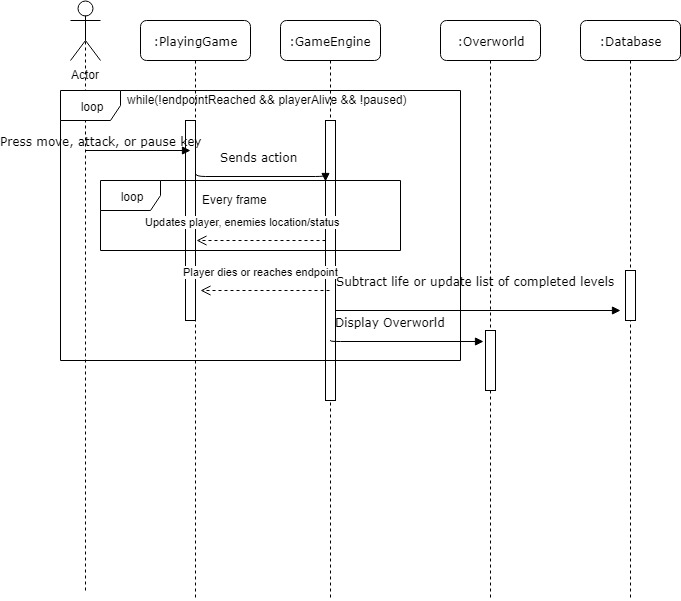 :PlayingGame
:GameEngine
:Overworld
:Database
Actor
loop
while(!endpointReached && playerAlive && !paused)
Press move, attack, or pause key
Sends action
loop
Every frame
Updates player, enemies location/status
Player dies or reaches endpoint
Subtract life or update list of completed levels
Display Overworld